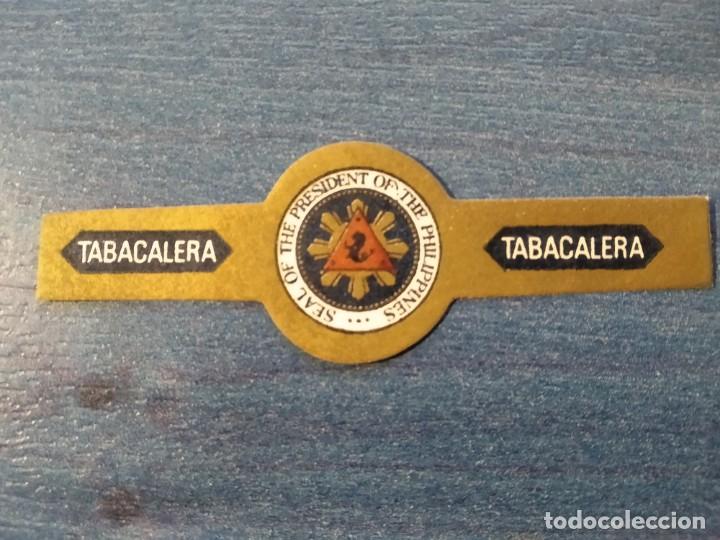 TABACALERA
SEAL OF THE PRESIDENT OF THE PHILIPPINES ...
TABACALERA
todocoleccion